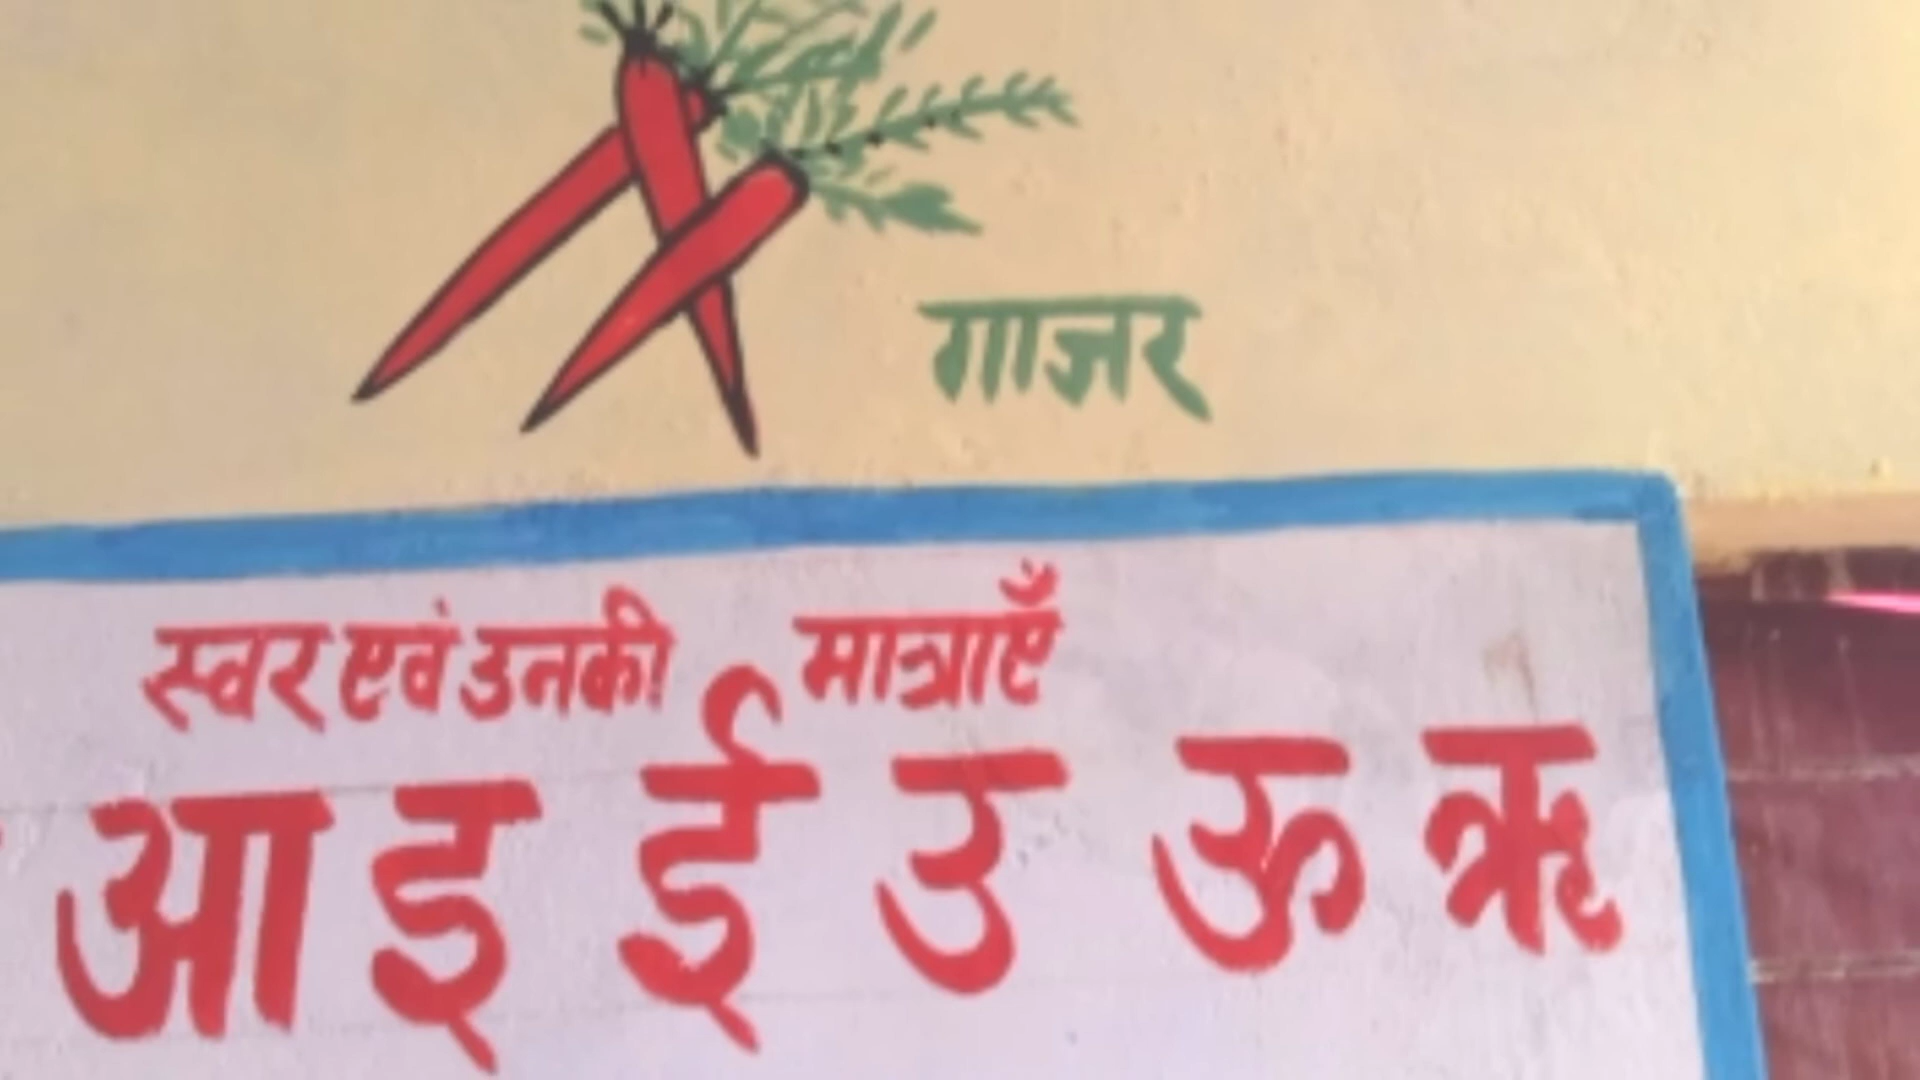 गाजर
स्वर एवं उनकी मात्राएँ
आ इ ई उ ऊ ऋ